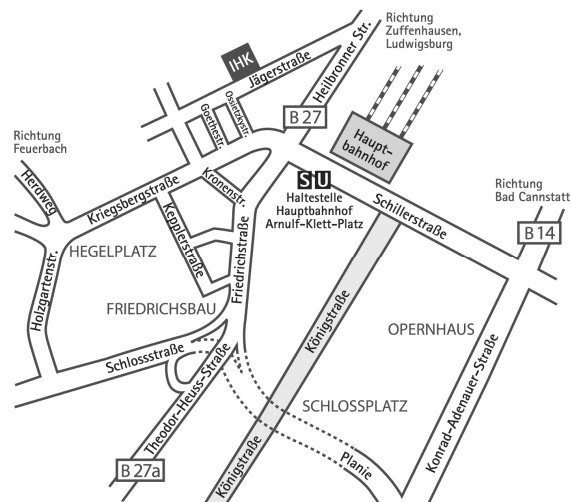 Richtung
Zuffenhausen,
Ludwigsburg
IHK
Jägerstraße
Heilbronner Str.
Ossietzkystr.
Goethestr.
B 27
Haupt-
bahnhof
Richtung
Feuerbach
Herdweg
Kriegsbergstraße
Kronenstr.
S U
Haltestelle
Hauptbahnhof
Arnulf-Klett-Platz
Schillerstraße
Richtung
Bad Cannstatt
B 14
HEGELPLATZ
Kepplerstraße
Friedrichstraße
Holzgartenstr.
FRIEDRICHSBAU
Königstraße
OPERNHAUS
Schlossstraße
Theodor-Heuss-Straße
SCHLOSSPLATZ
Konrad-Adenauer-Straße
B 27a
Königstraße
Planie